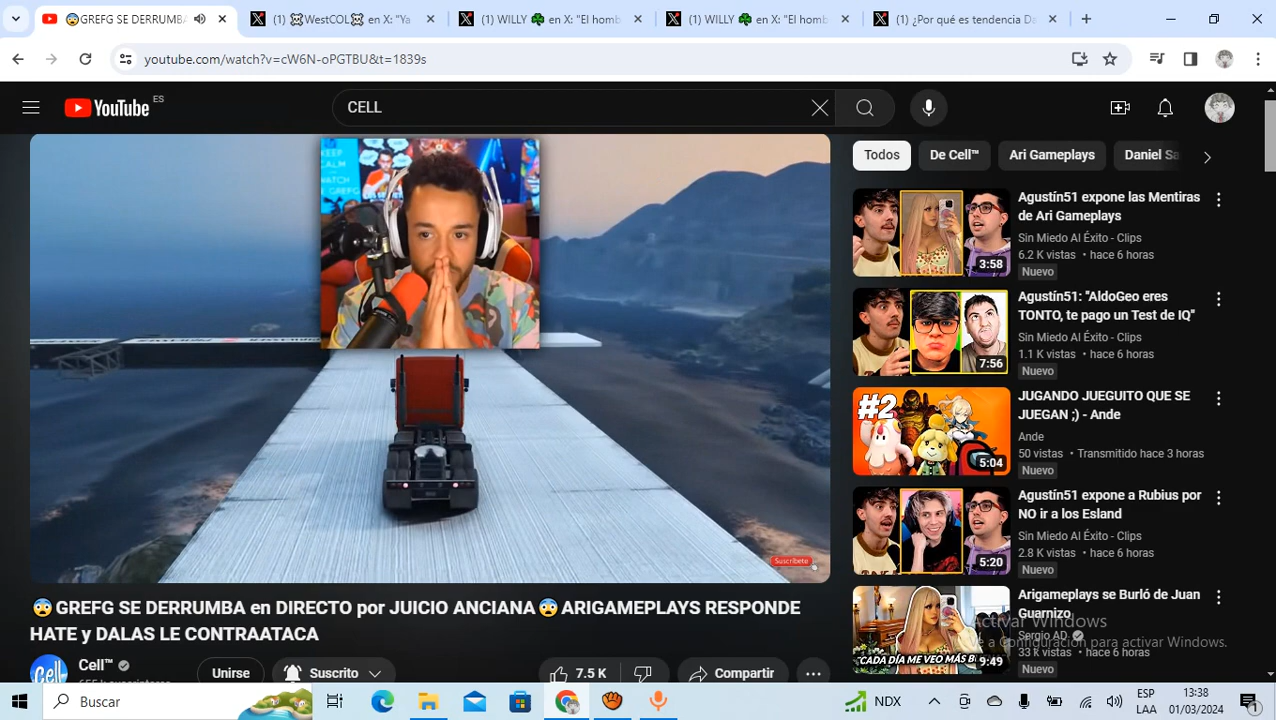 😨GREFG SE DERRUMBA
☠️WestCOL☠️ en X: "Ya
(1) WILLY ☘️ en X: "El homb
(1) WILLY ☘️ en X: "El homb
(1) ¿Por qué es tendencia Da
youtube.com/watch?v=cW6N-oPGTBU&t=1839s
YouTube ES
CELL
KEEP
CALM
WATCH
Suscríbete
😨GREFG SE DERRUMBA en DIRECTO por JUICIO ANCIANA😨ARIGAMEPLAYS RESPONDE
HATE y DALAS LE CONTRAATACA
Cell
Cell™
Unirse
Suscrito
7.5 K
Compartir
Todos
De Cell™
Ari Gameplays
Daniel Sa
Agustín51 expone las Mentiras
de Ari Gameplays
Sin Miedo Al Éxito - Clips
6.2 K vistas • hace 6 horas
Nuevo
3:58
Agustín51: "AldoGeo eres
TONTO, te pago un Test de IQ"
Sin Miedo Al Éxito - Clips
1.1 K vistas • hace 6 horas
Nuevo
7:56
JUGANDO JUEGUITO QUE SE
JUEGAN ;) - Ande
Ande
50 vistas • Transmitido hace 3 horas
Nuevo
#2
5:04
Agustín51 expone a Rubius por
NO ir a los Esland
Sin Miedo Al Éxito - Clips
2.8 K vistas • hace 6 horas
Nuevo
5:20
Arigameplays se Burló de Juan
Guarnizo
Sergio AD
33 K vistas • hace 6 horas
Nuevo
"CADA DÍA ME VEO MÁS B
9:49
Activar Windows
Ve a Configuración para activar Windows.
Buscar
NDX
ESP
LAA
13:38
01/03/2024
1